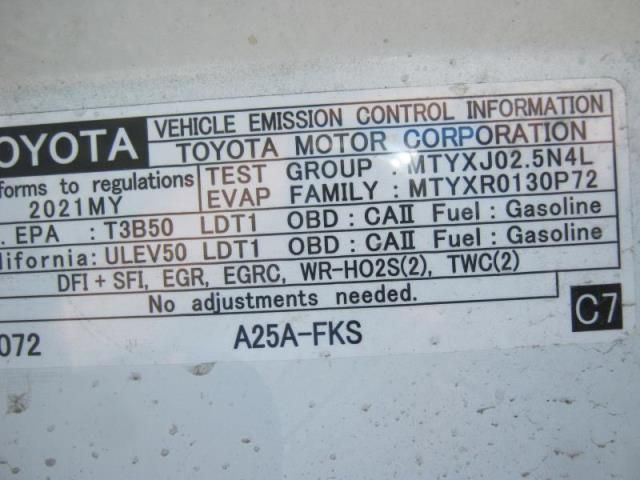 OYOTA VEHICLE EMISSION CONTROL INFORMATION
TOYOTA MOTOR CORPORATION
forms to regulations TEST GROUP : MTYXJ02.5N4L
2021MY EVAP FAMILY : MTYXR0130P72
. EPA : T3B50 LDT1 OBD : CAⅡ Fuel : Gasoline
lifornia: ULEV50 LDT1 OBD : CAⅡ Fuel : Gasoline
DFI + SFI, EGR, EGRC, WR-HO2S(2), TWC(2)
No adjustments needed.
072 A25A-FKS C7